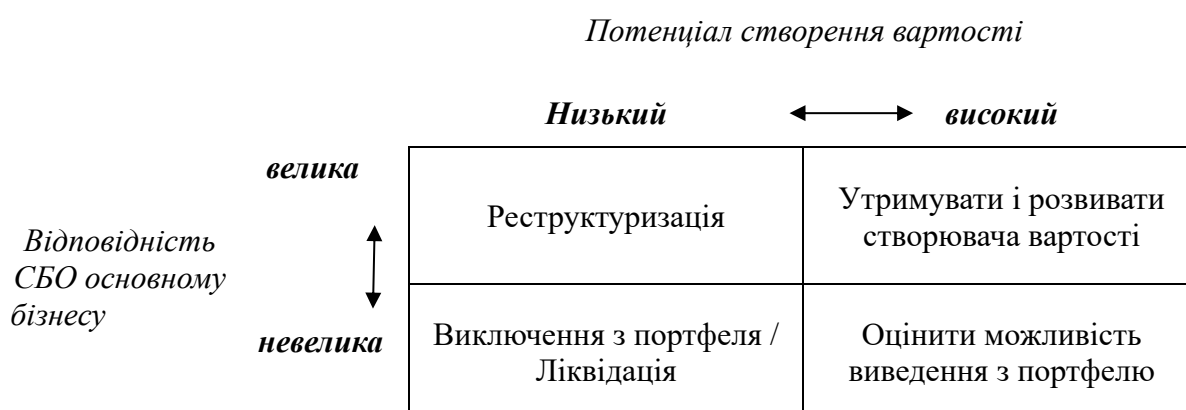 Потенціал створення вартості
Низький
високий
велика
Реструктуризація
Утримувати і розвивати
створювача вартості
Відповідність
СБО основному
бізнесу
невелика
Виключення з портфеля /
Ліквідація
Оцінити можливість
виведення з портфелю